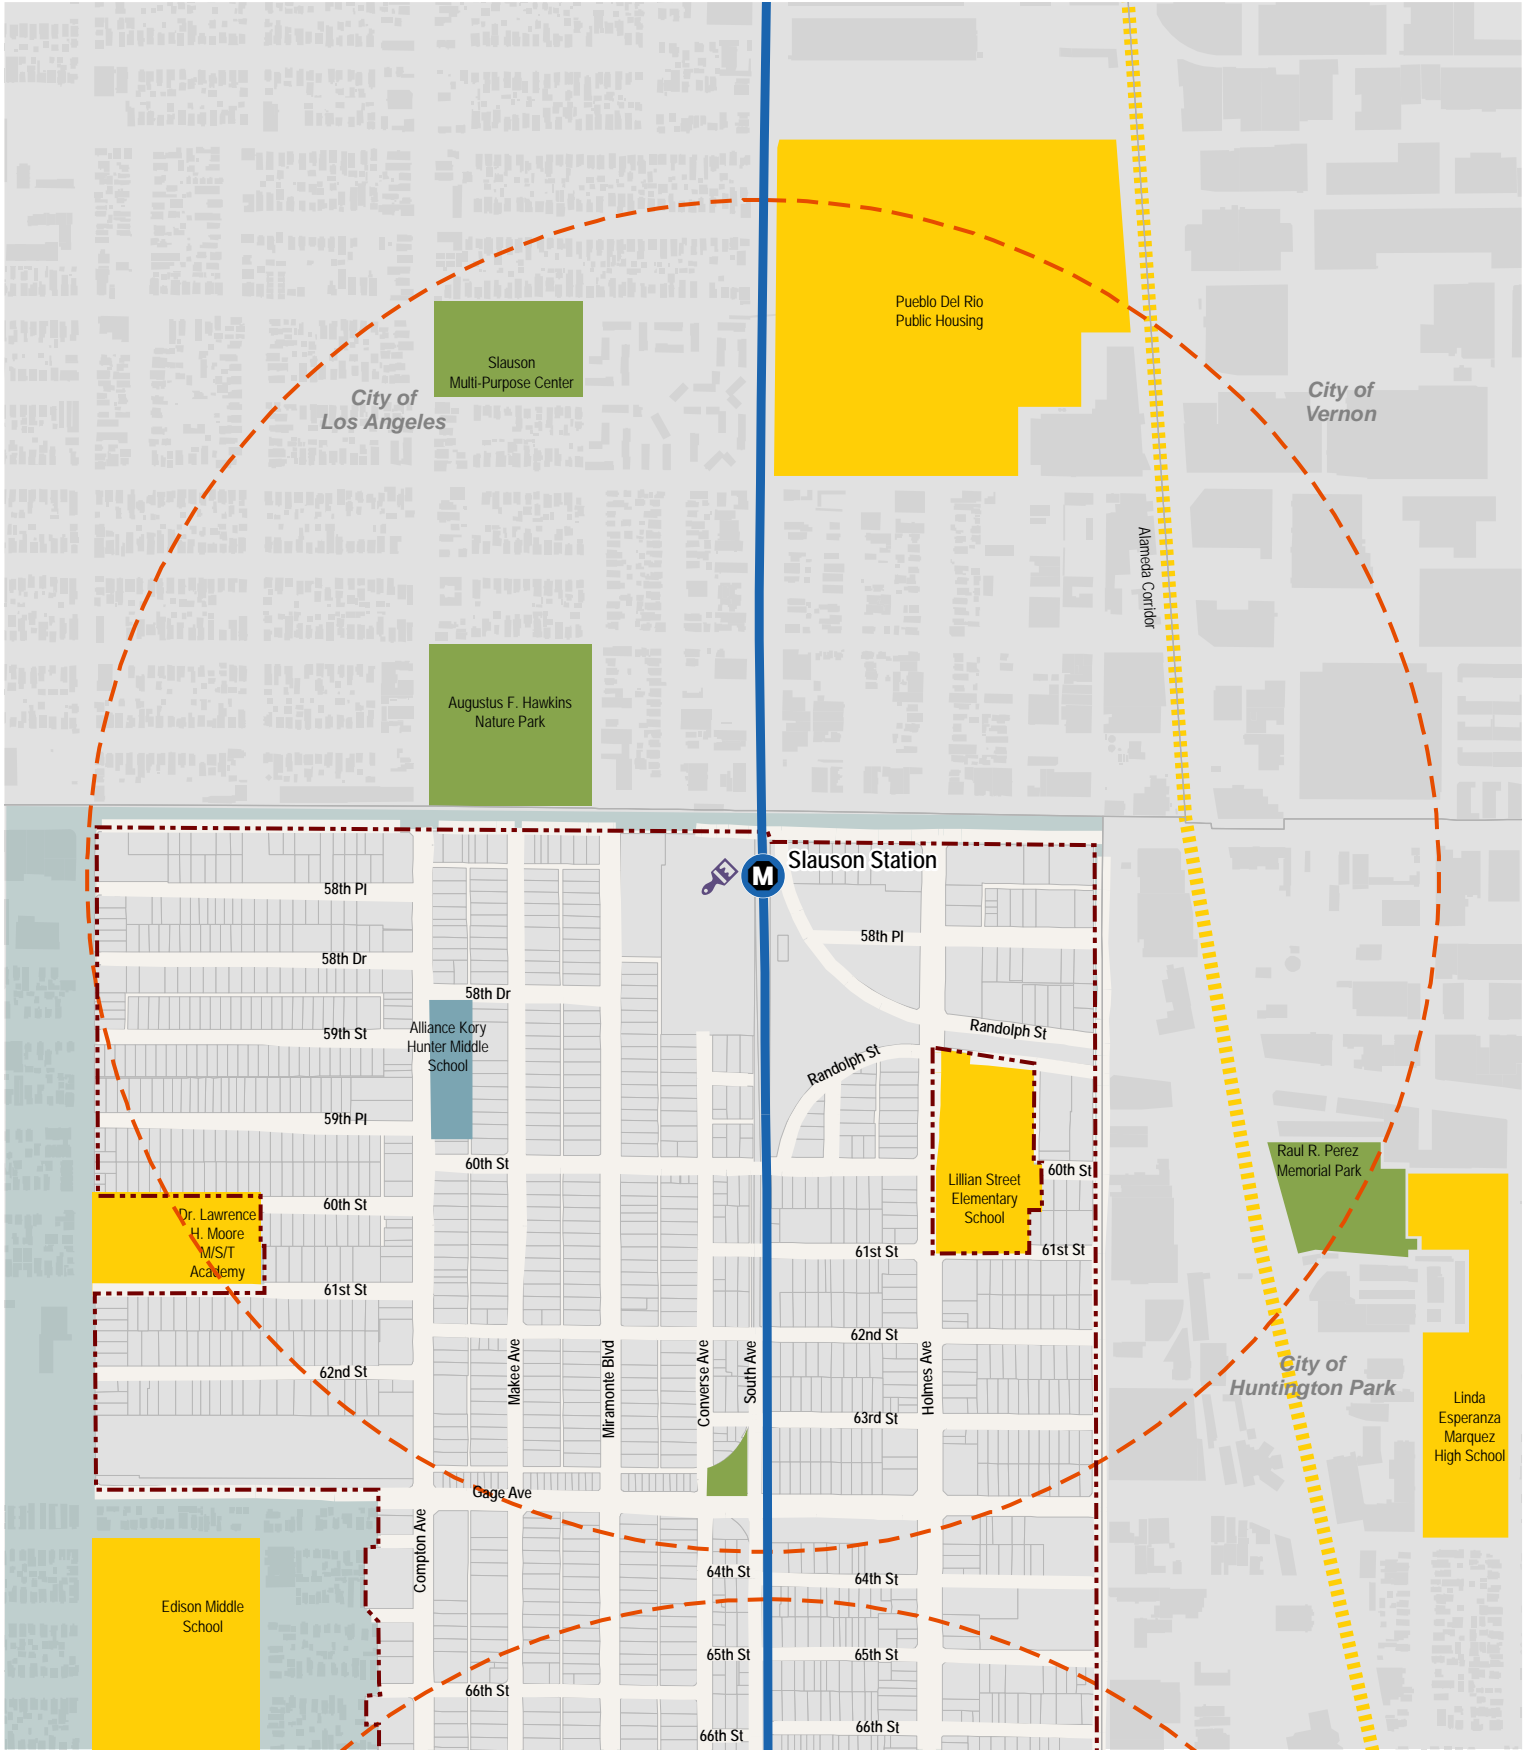 Pueblo Del Rio
Public Housing
Slauson
Multi-Purpose Center
City of
Los Angeles
City of
Vernon
Alameda Corridor
Augustus F. Hawkins
Nature Park
Slauson Station
M
58th Pl
58th Pl
58th Dr
58th Dr
59th St
Alliance Kory
Hunter Middle
School
Randolph St
Randolph St
59th Pl
60th St
60th St
60th St
Raul R. Perez
Memorial Park
Lillian Street
Elementary
School
Dr. Lawrence
H. Moore
M/S/T
Academy
61st St
61st St
61st St
62nd St
62nd St
Makee Ave
Miramonte Blvd
Converse Ave
South Ave
Holmes Ave
City of
Huntington Park
63rd St
Linda
Esperanza
Marquez
High School
Gage Ave
Compton Ave
64th St
64th St
Edison Middle
School
65th St
65th St
66th St
66th St
66th St